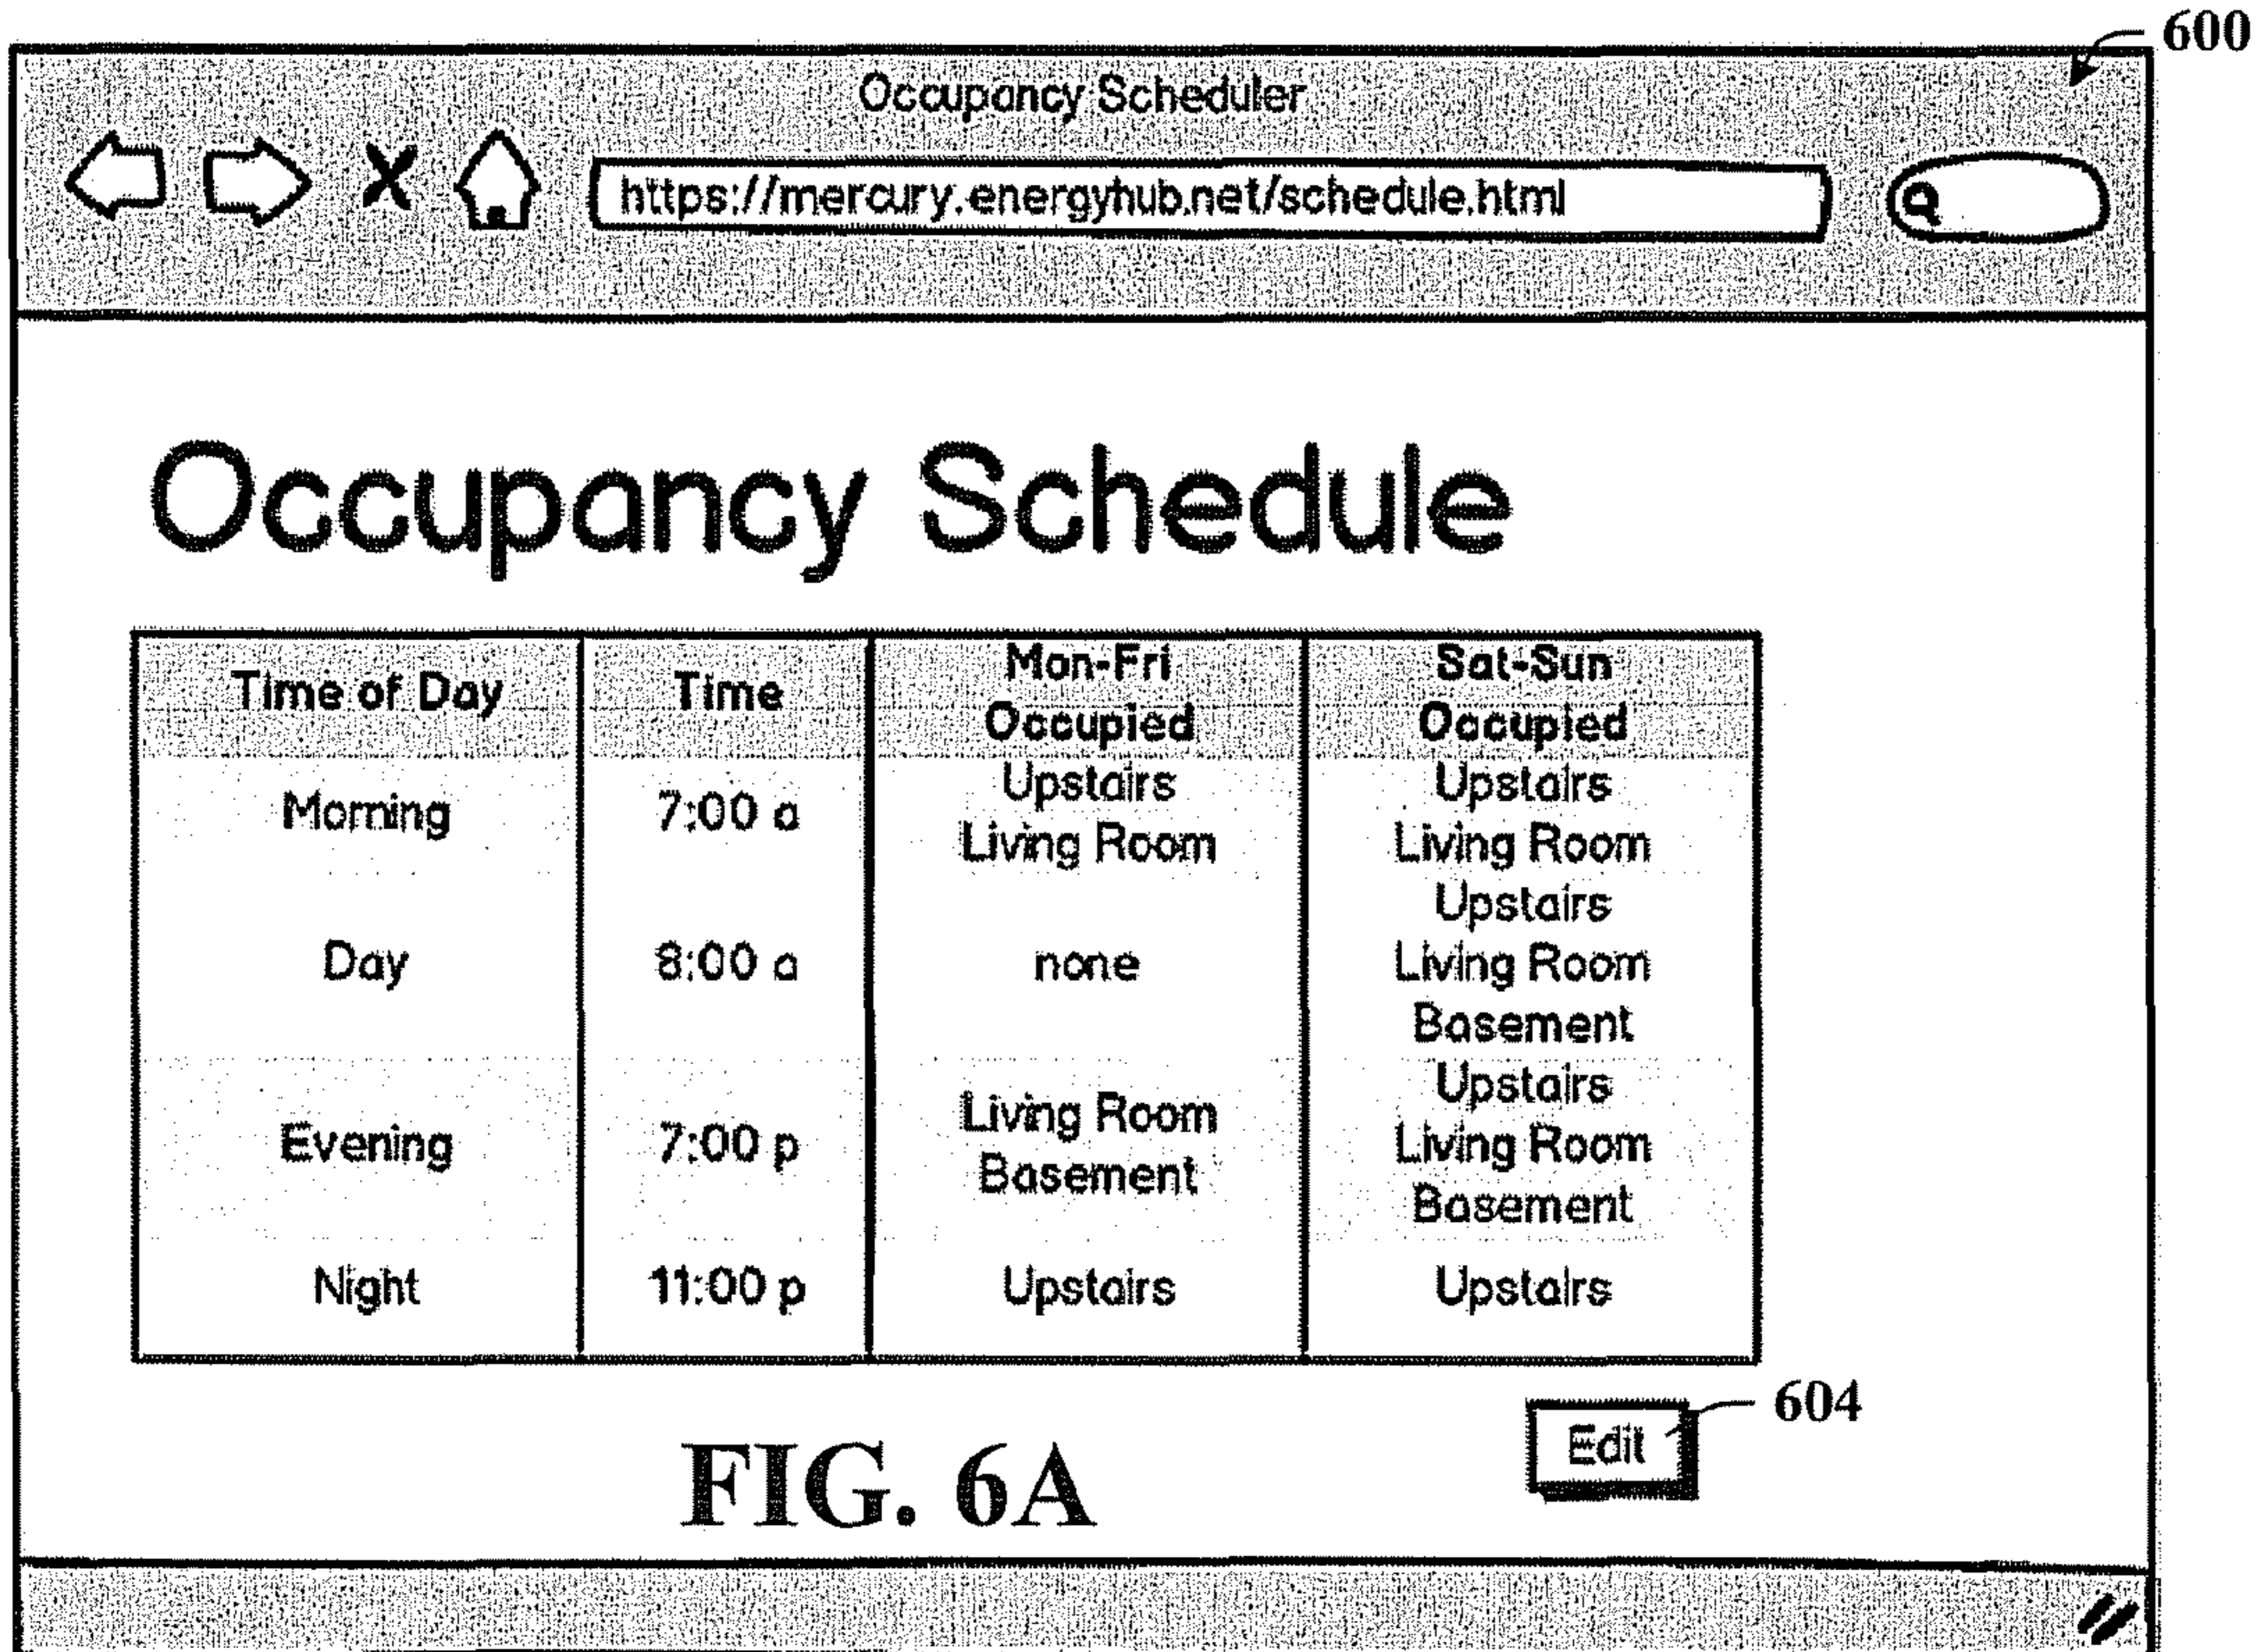 600
Occupancy Scheduler
X
https://mercury.energyhub.net/schedule.html
Occupancy Schedule
Time of Day
Time
Mon-Fri
Occupied
Sat-Sun
Occupied
Morning
7:00 a
Upstairs
Living Room
Upstairs
Living Room
Day
8:00 a
none
Upstairs
Living Room
Basement
Evening
7:00 p
Living Room
Basement
Upstairs
Living Room
Basement
Night
11:00 p
Upstairs
Upstairs
Edit
604
FIG. 6A